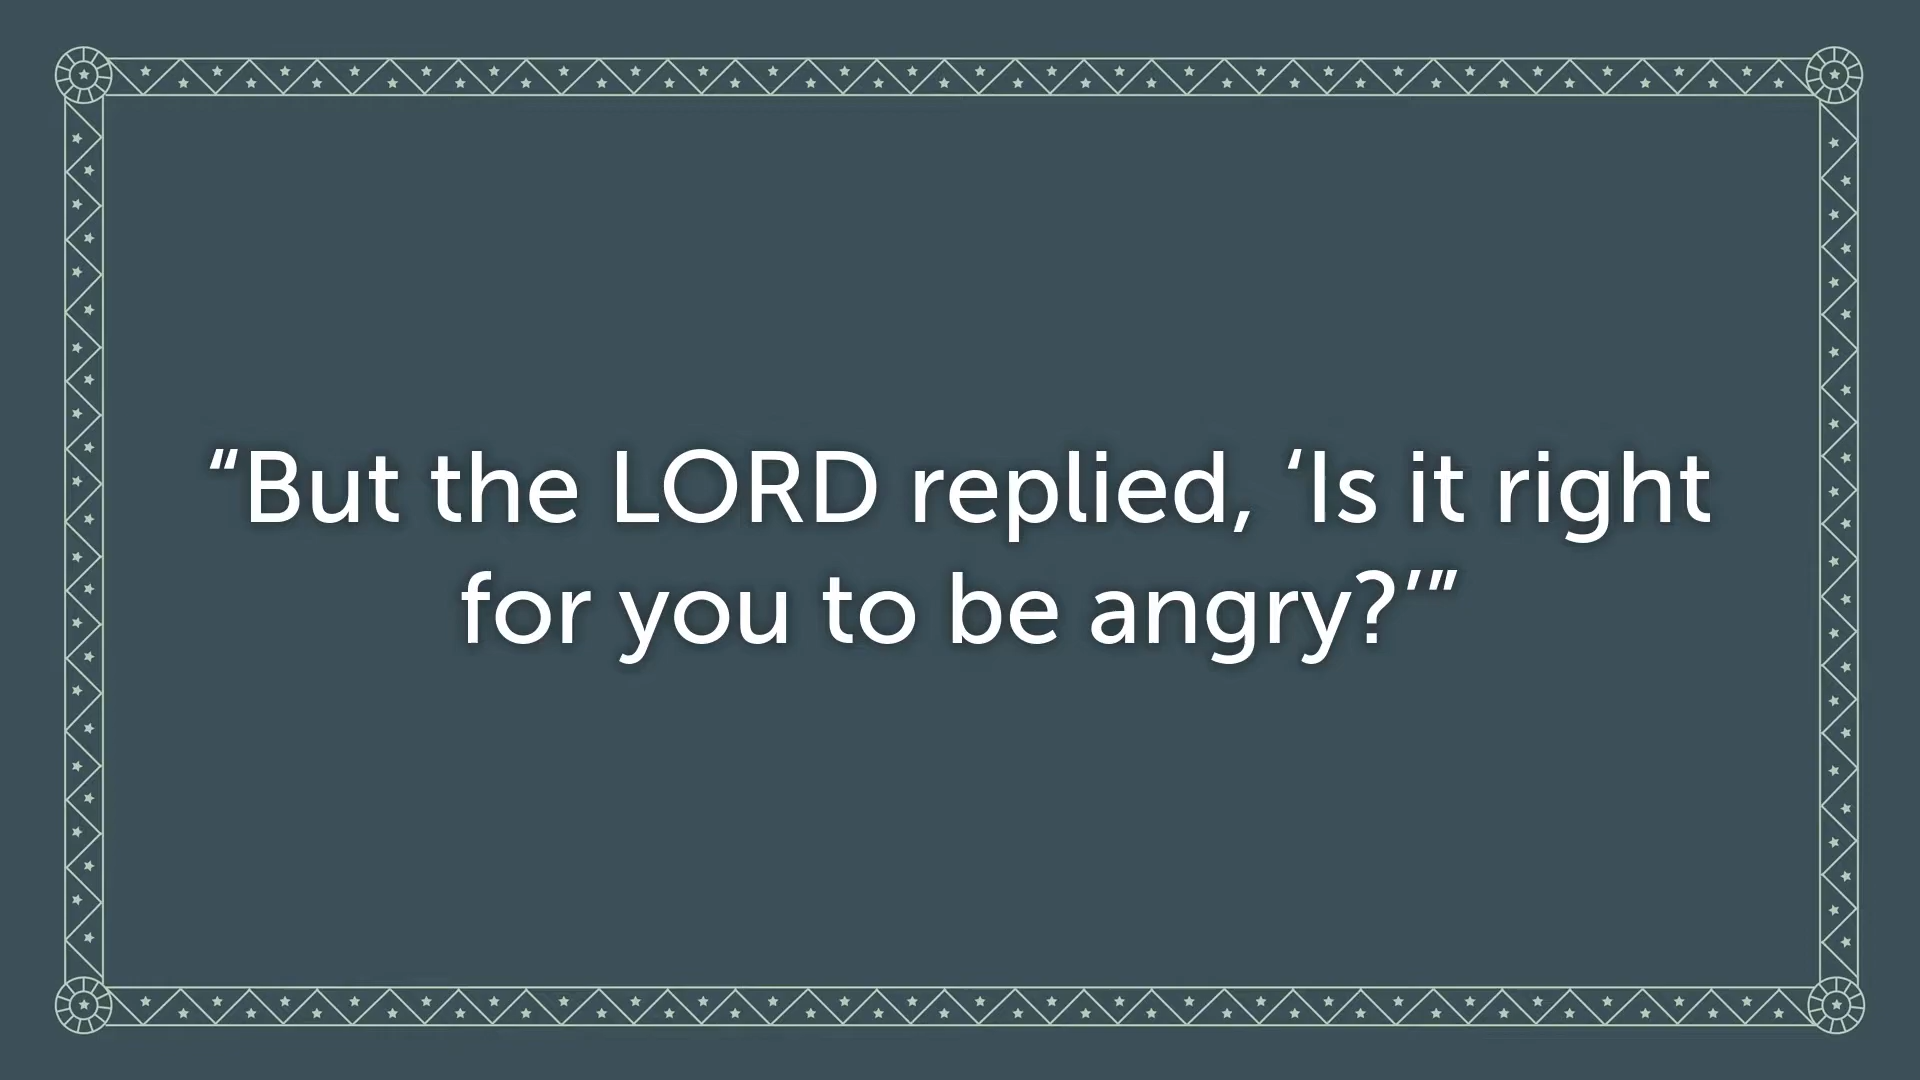 “But the LORD replied, ‘Is it right
for you to be angry?’”